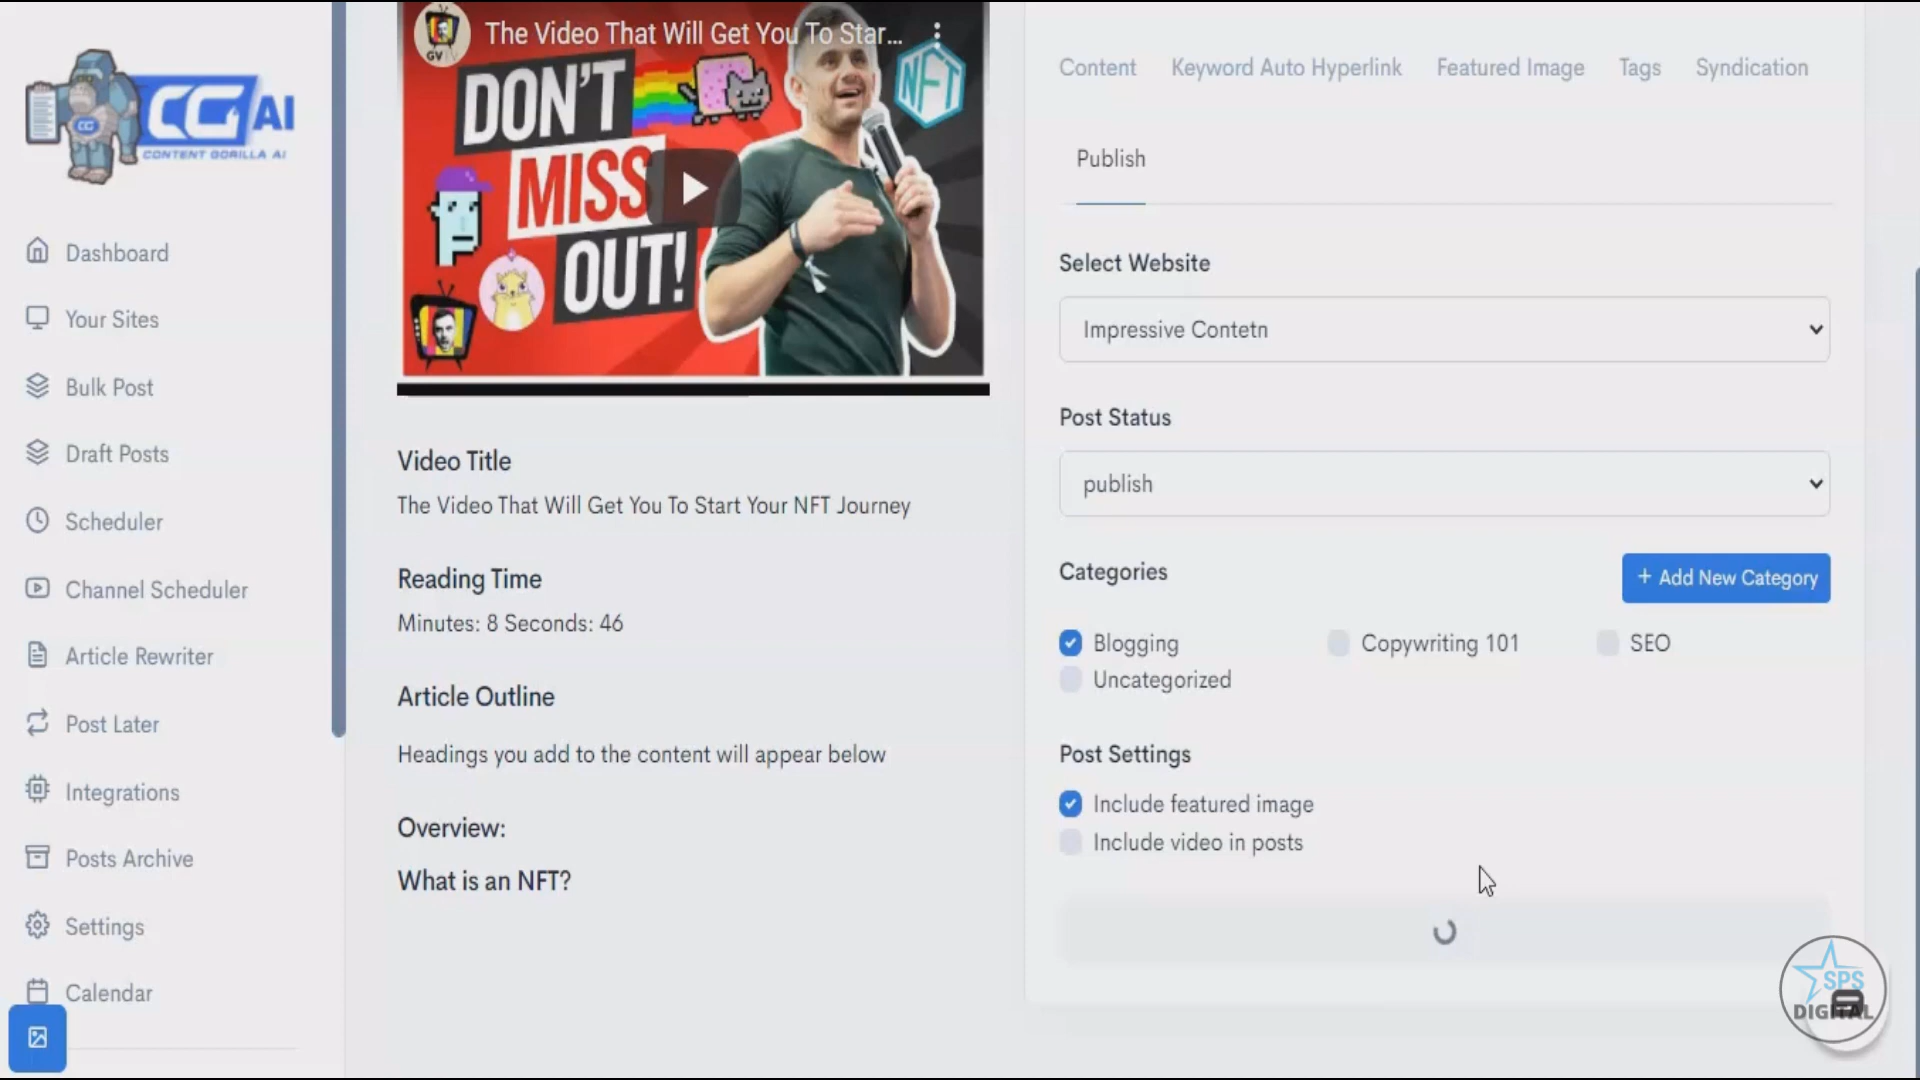 CG AI
CONTENT GORILLA AI
CG
Dashboard
Your Sites
Bulk Post
Draft Posts
Scheduler
Channel Scheduler
Article Rewriter
Post Later
Integrations
Posts Archive
Settings
Calendar
GV
The Video That Will Get You To Star...
DON'T
MISS
OUT!
NFT
Video Title
The Video That Will Get You To Start Your NFT Journey
Reading Time
Minutes: 8 Seconds: 46
Article Outline
Headings you add to the content will appear below
Overview:
What is an NFT?
Content Keyword Auto Hyperlink Featured Image Tags Syndication
Publish
Select Website
Impressive Contetn
Post Status
publish
Categories
+ Add New Category
Blogging Copywriting 101 SEO
Uncategorized
Post Settings
Include featured image
Include video in posts
SPS
DIGITAL